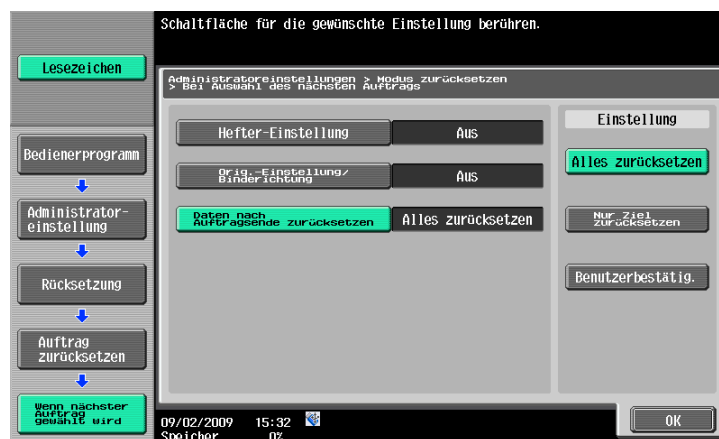 Schaltfläche für die gewünschte Einstellung berühren.
Lesezeichen
Administratoreinstellungen > Modus zurücksetzen
> Bei Auswahl des nächsten Auftrags
Bedienerprogramm
Administrator-
einstellung
Rücksetzung
Auftrag
zurücksetzen
Wenn nächster
Auftrag
gewählt wird
Hefter-Einstellung
Aus
Orig.-Einstellung/
Binderichtung
Aus
Daten nach
Auftragsende zurücksetzen
Alles zurücksetzen
Einstellung
Alles zurücksetzen
Nur Ziel
zurücksetzen
Benutzerbestätig.
09/02/2009 15:32
Speicher 0%
OK